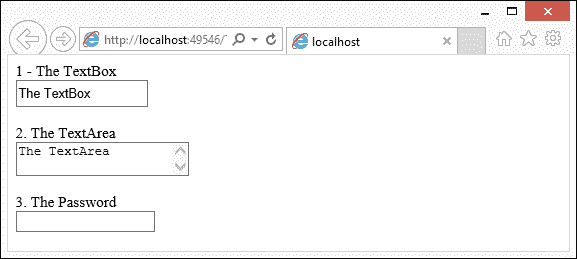 http://localhost:49546/
localhost
1 - The TextBox
The TextBox
2. The TextArea
The TextArea
3. The Password